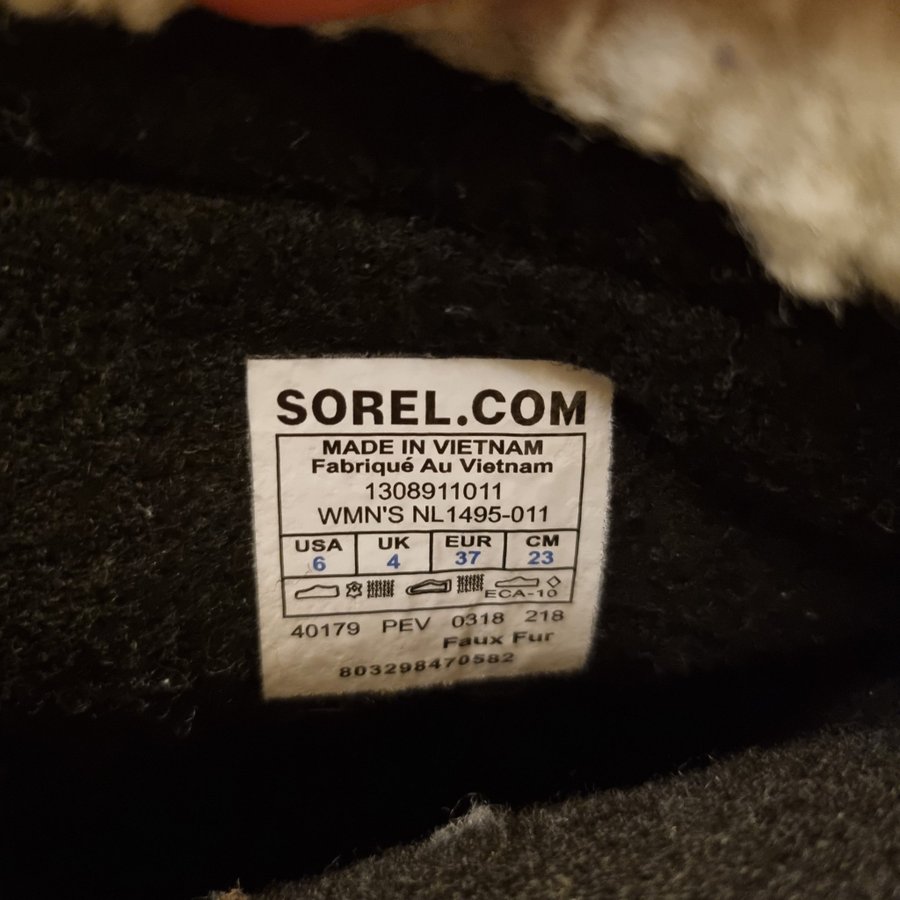 SOREL.COM
MADE IN VIETNAM
Fabriqué Au Vietnam
1308911011
WMN'S NL1495-011
USA UK EUR CM
6 4 37 23
ECA-10
40179 PEV 0318 218
Faux Fur
803298470582